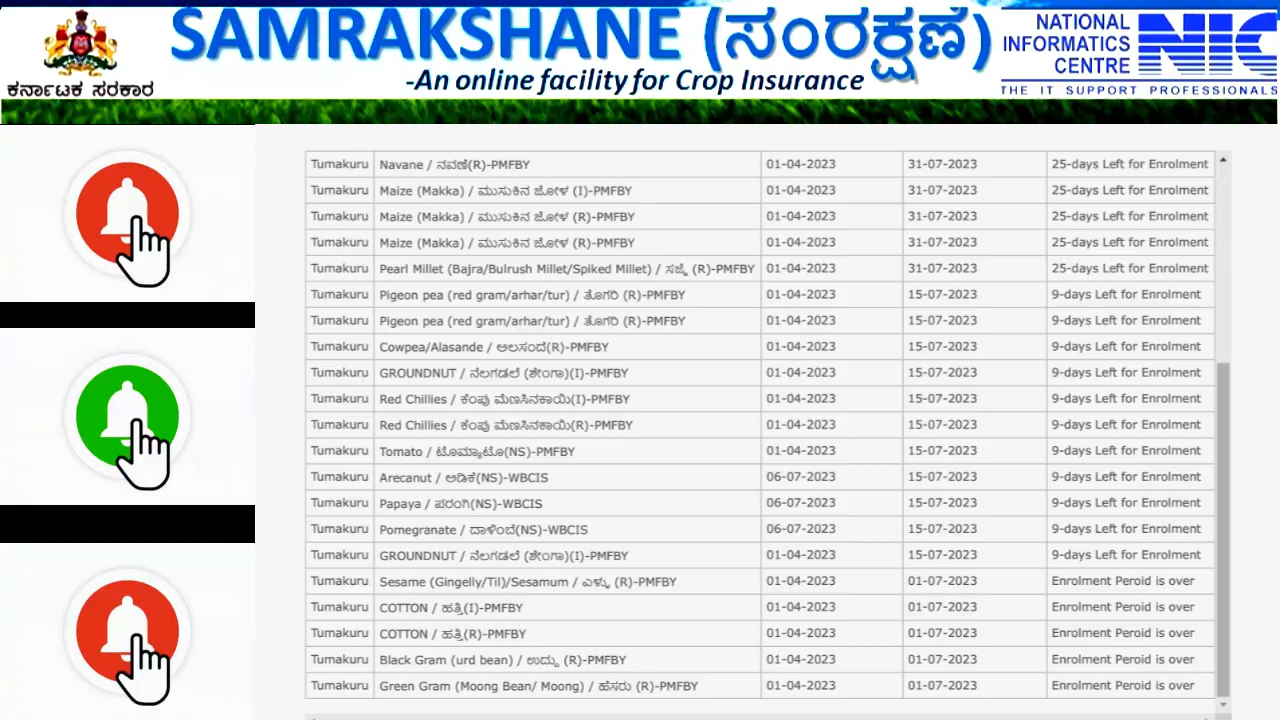 SAMRAKSHANE (ಸಂರಕ್ಷಣೆ)
-An online facility for Crop Insurance
ಕರ್ನಾಟಕ ಸರಕಾರ
NATIONAL
INFORMATICS
CENTRE
NIC
THE IT SUPPORT PROFESSIONALS
Tumakuru Navane / ನವಣೆ(R)-PMFBY 01-04-2023 31-07-2023 25-days Left for Enrolment
Tumakuru Maize (Makka) / ಮುಸುಕಿನ ಜೋಳ (I)-PMFBY 01-04-2023 31-07-2023 25-days Left for Enrolment
Tumakuru Maize (Makka) / ಮುಸುಕಿನ ಜೋಳ (R)-PMFBY 01-04-2023 31-07-2023 25-days Left for Enrolment
Tumakuru Maize (Makka) / ಮುಸುಕಿನ ಜೋಳ (R)-PMFBY 01-04-2023 31-07-2023 25-days Left for Enrolment
Tumakuru Pearl Millet (Bajra/Bulrush Millet/Spiked Millet) / ಸಜ್ಜೆ (R)-PMFBY 01-04-2023 31-07-2023 25-days Left for Enrolment
Tumakuru Pigeon pea (red gram/arhar/tur) / ತೊಗರಿ (R)-PMFBY 01-04-2023 15-07-2023 9-days Left for Enrolment
Tumakuru Pigeon pea (red gram/arhar/tur) / ತೊಗರಿ (R)-PMFBY 01-04-2023 15-07-2023 9-days Left for Enrolment
Tumakuru Cowpea/Alasande / ಅಲಸಂದೆ(R)-PMFBY 01-04-2023 15-07-2023 9-days Left for Enrolment
Tumakuru GROUNDNUT / ನೆಲಗಡಲೆ (ಶೇಂಗಾ)(I)-PMFBY 01-04-2023 15-07-2023 9-days Left for Enrolment
Tumakuru Red Chillies / ಕೆಂಪು ಮೆಣಸಿನಕಾಯಿ(I)-PMFBY 01-04-2023 15-07-2023 9-days Left for Enrolment
Tumakuru Red Chillies / ಕೆಂಪು ಮೆಣಸಿನಕಾಯಿ(R)-PMFBY 01-04-2023 15-07-2023 9-days Left for Enrolment
Tumakuru Tomato / ಟೊಮ್ಯಾಟೊ(NS)-PMFBY 01-04-2023 15-07-2023 9-days Left for Enrolment
Tumakuru Arecanut / ಅಡಿಕೆ(NS)-WBCIS 06-07-2023 15-07-2023 9-days Left for Enrolment
Tumakuru Papaya / ಪರಂಗಿ(NS)-WBCIS 06-07-2023 15-07-2023 9-days Left for Enrolment
Tumakuru Pomegranate / ದಾಳಿಂಬೆ(NS)-WBCIS 06-07-2023 15-07-2023 9-days Left for Enrolment
Tumakuru GROUNDNUT / ನೆಲಗಡಲೆ (ಶೇಂಗಾ)(I)-PMFBY 01-04-2023 15-07-2023 9-days Left for Enrolment
Tumakuru Sesame (Gingelly/Til)/Sesamum / ಎಳ್ಳು (R)-PMFBY 01-04-2023 01-07-2023 Enrolment Peroid is over
Tumakuru COTTON / ಹತ್ತಿ(I)-PMFBY 01-04-2023 01-07-2023 Enrolment Peroid is over
Tumakuru COTTON / ಹತ್ತಿ(R)-PMFBY 01-04-2023 01-07-2023 Enrolment Peroid is over
Tumakuru Black Gram (urd bean) / ಉದ್ದು (R)-PMFBY 01-04-2023 01-07-2023 Enrolment Peroid is over
Tumakuru Green Gram (Moong Bean/ Moong) / ಹೆಸರು (R)-PMFBY 01-04-2023 01-07-2023 Enrolment Peroid is over